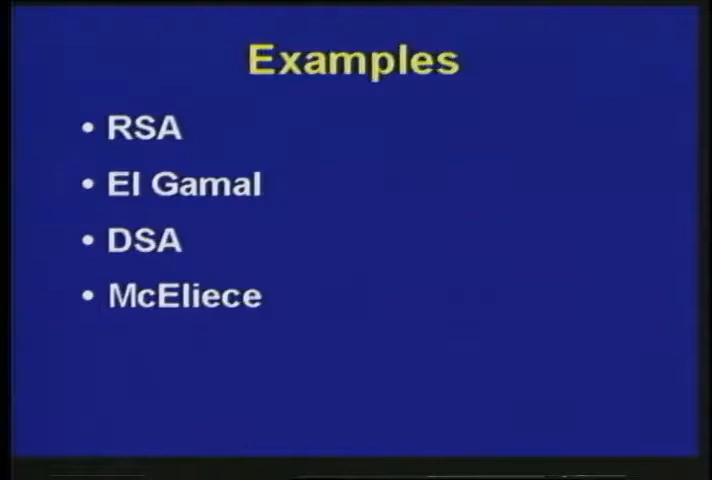 Examples
• RSA
• El Gamal
• DSA
• McEliece